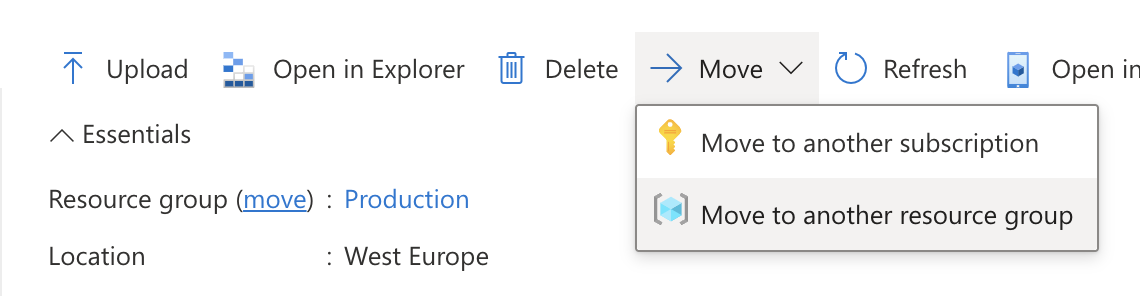 Upload Open in Explorer Delete Move Refresh Open in
Essentials
Move to another subscription
Resource group (move) : Production
Move to another resource group
Location : West Europe